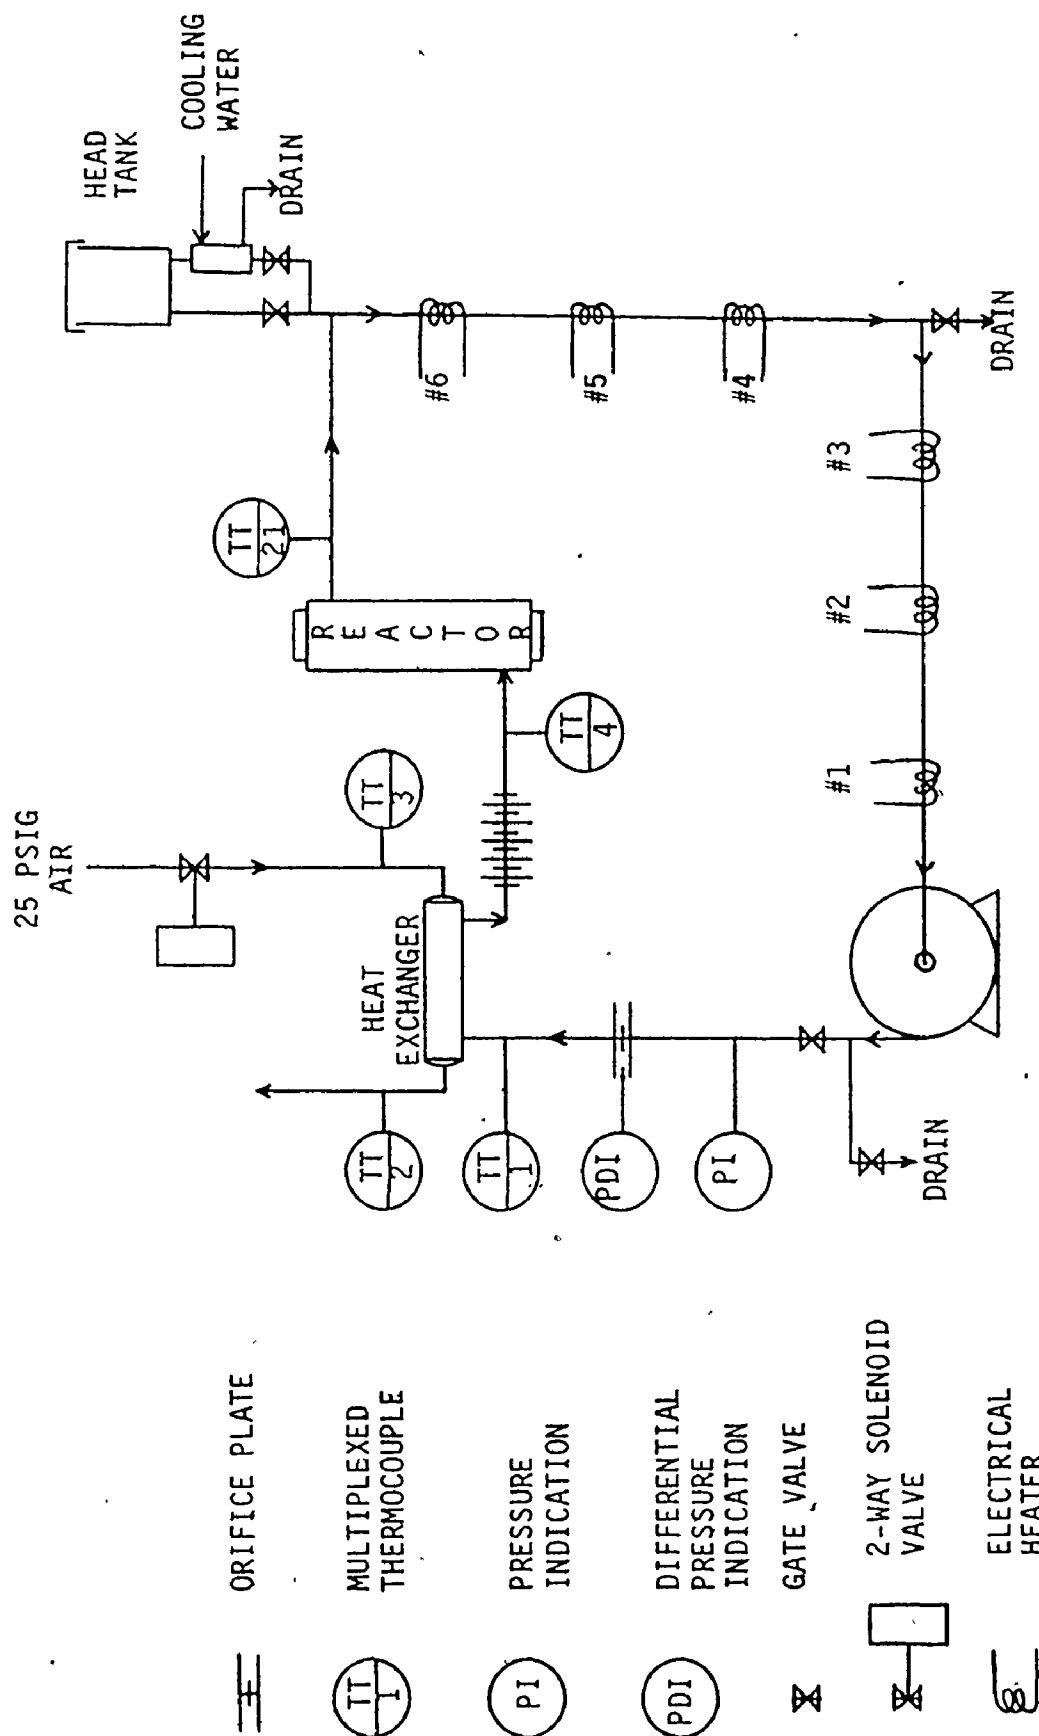 25 PSIG
AIR
HEAD
TANK
COOLING
WATER
DRAIN
TT
21
TT
3
REACTOR
TT
4
HEAT
EXCHANGER
TT
2
TT
1
PDI
PI
DRAIN
#6
#5
#4
#3
#2
#1
DRAIN
ORIFICE PLATE
TT
1
MULTIPLEXED
THERMOCOUPLE
PI
PRESSURE
INDICATION
PDI
DIFFERENTIAL
PRESSURE
INDICATION
GATE VALVE
2-WAY SOLENOID
VALVE
ELECTRICAL
HEATER